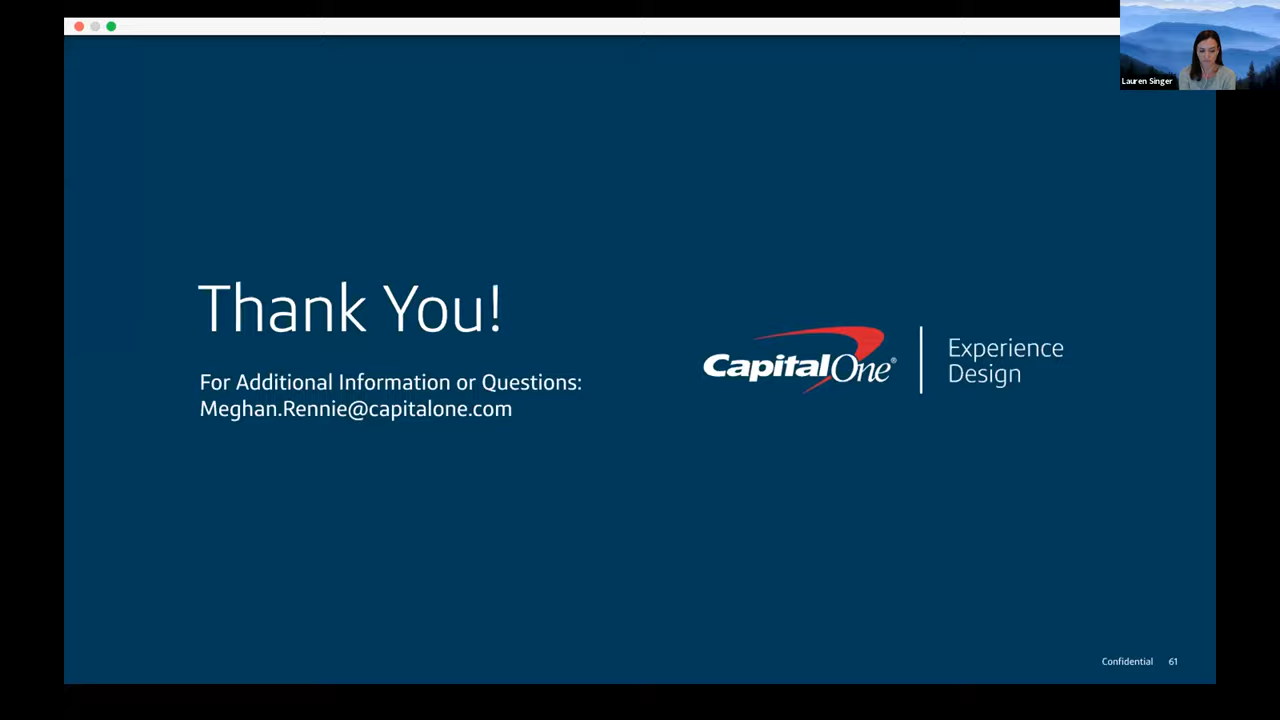 Lauren Singer
Thank You!
For Additional Information or Questions:
Meghan.Rennie@capitalone.com
CapitalOne®
Experience
Design
Confidential 61